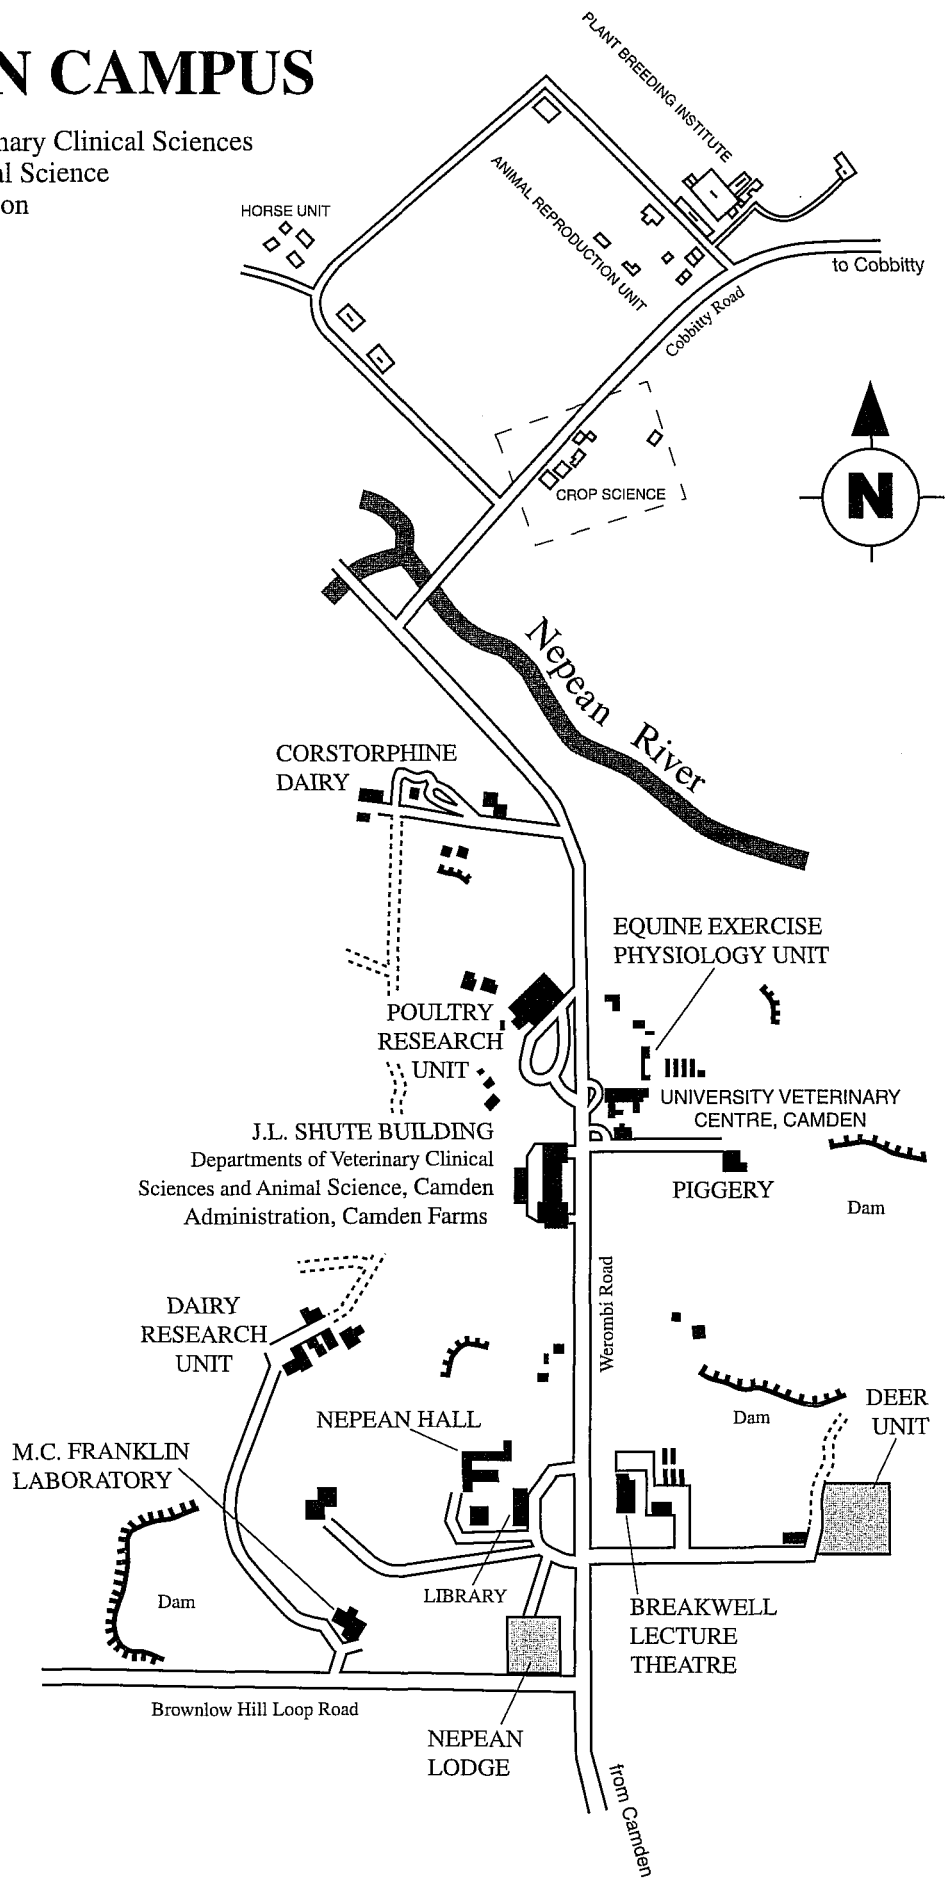 N CAMPUS
nary Clinical Sciences
al Science
on
PLANT BREEDING INSTITUTE
ANIMAL REPRODUCTION UNIT
HORSE UNIT
to Cobbitty
Cobbitty Road
CROP SCIENCE
N
Nepean River
CORSTORPHINE
DAIRY
EQUINE EXERCISE
PHYSIOLOGY UNIT
POULTRY
RESEARCH
UNIT
UNIVERSITY VETERINARY
CENTRE, CAMDEN
J.L. SHUTE BUILDING
Departments of Veterinary Clinical
Sciences and Animal Science, Camden
Administration, Camden Farms
PIGGERY
Dam
Werombi Road
DAIRY
RESEARCH
UNIT
NEPEAN HALL
Dam
DEER
UNIT
M.C. FRANKLIN
LABORATORY
Dam
LIBRARY
BREAKWELL
LECTURE
THEATRE
Brownlow Hill Loop Road
NEPEAN
LODGE
from Camden